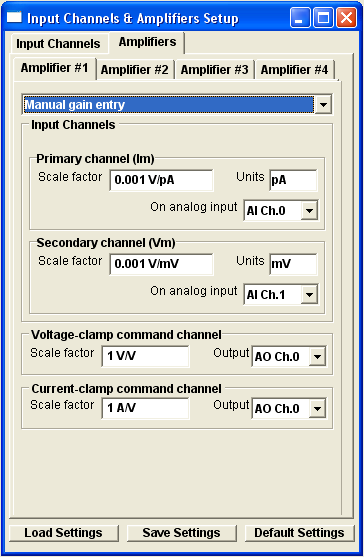 Input Channels & Amplifiers Setup
Input Channels Amplifiers
Amplifier #1 Amplifier #2 Amplifier #3 Amplifier #4
Manual gain entry
Input Channels
Primary channel (Im)
Scale factor 0.001 V/pA Units pA
On analog input AI Ch.0
Secondary channel (Vm)
Scale factor 0.001 V/mV Units mV
On analog input AI Ch.1
Voltage-clamp command channel
Scale factor 1 V/V Output AO Ch.0
Current-clamp command channel
Scale factor 1 A/V Output AO Ch.0
Load Settings Save Settings Default Settings